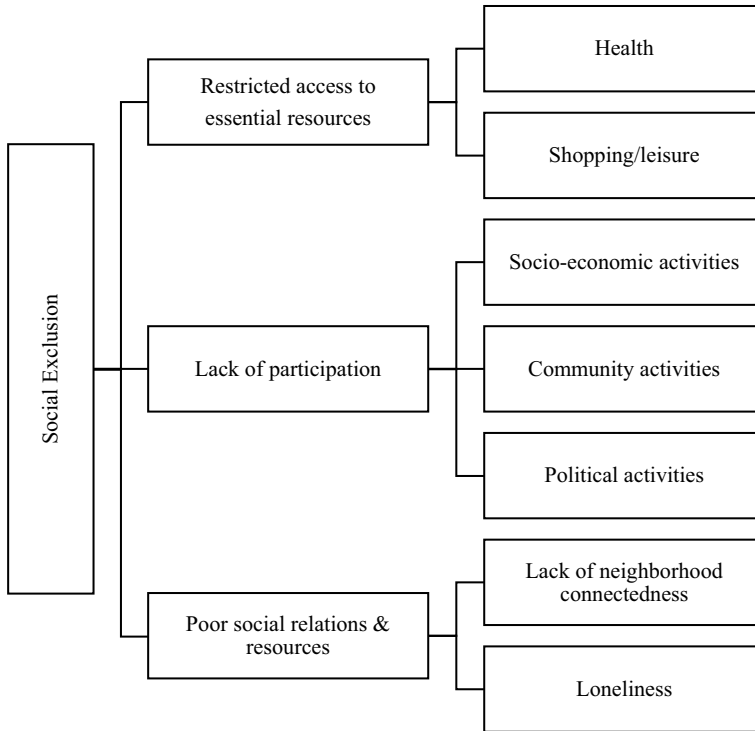 Social Exclusion
Restricted access to
essential resources
Health
Shopping/leisure
Lack of participation
Socio-economic activities
Community activities
Political activities
Poor social relations &
resources
Lack of neighborhood
connectedness
Loneliness